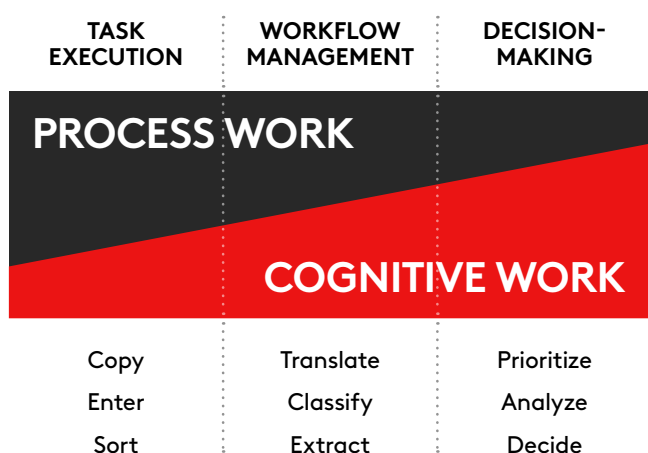 TASK
EXECUTION
WORKFLOW
MANAGEMENT
DECISION-
MAKING
PROCESS WORK
COGNITIVE WORK
Copy
Translate
Prioritize
Enter
Classify
Analyze
Sort
Extract
Decide